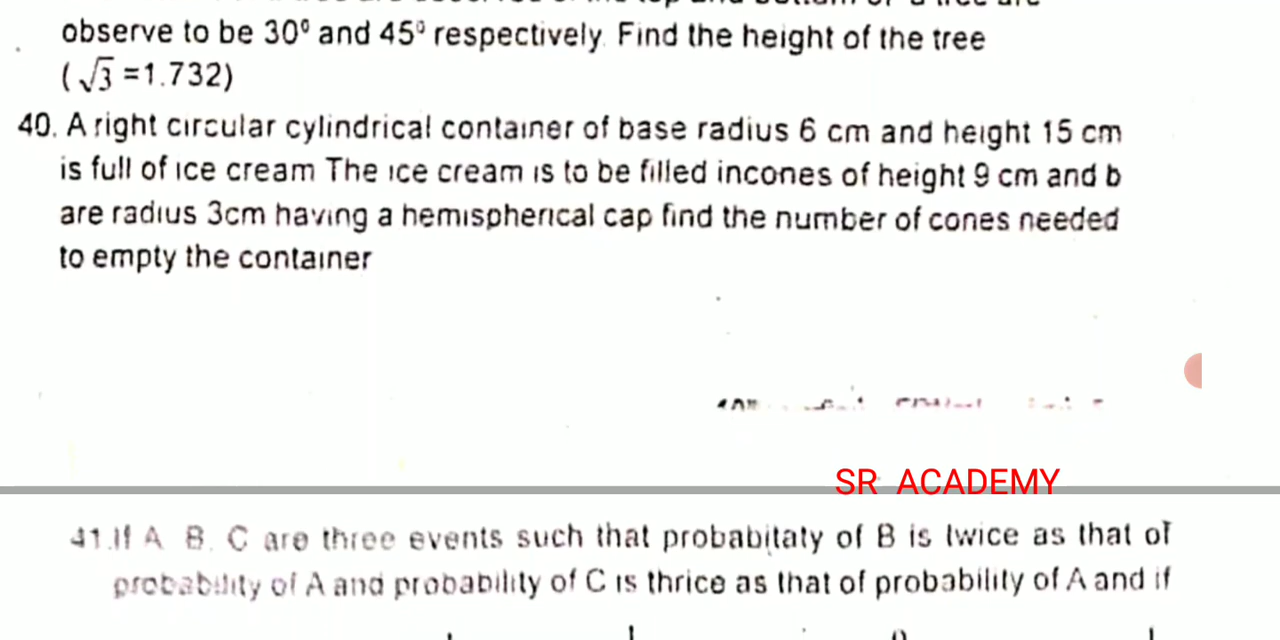 observe to be 30° and 45° respectively. Find the height of the tree
(√3 =1.732)
40. A right circular cylindrical container of base radius 6 cm and height 15 cm
is full of ice cream The ice cream is to be filled incones of height 9 cm and b
are radius 3cm having a hemispherical cap find the number of cones needed
to empty the container
SR ACADEMY
41.If A B. C are three events such that probabitaty of B is twice as that of
probability of A and probability of C is thrice as that of probability of A and if